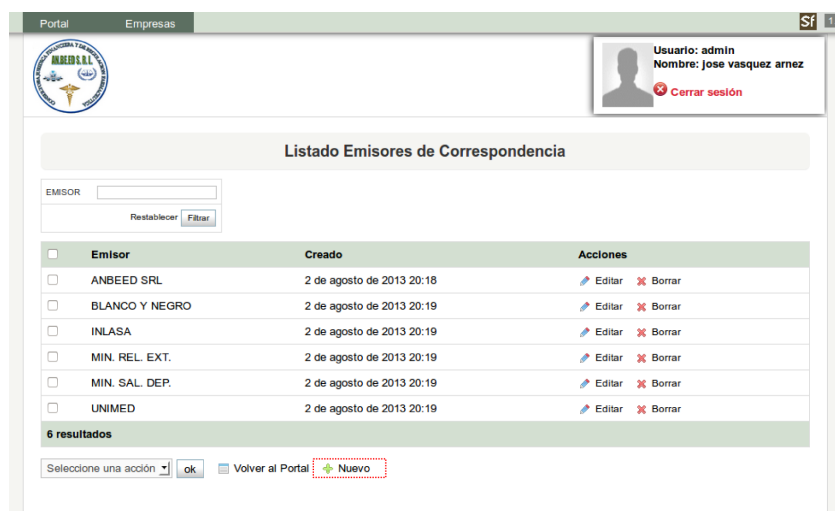 Portal Empresas
Sf 1
ANBEED S.R.L.
Usuario: admin
Nombre: jose vasquez arnez
Cerrar sesión
Listado Emisores de Correspondencia
EMISOR
Restablecer Filtrar
Emisor Creado Acciones
ANBEED SRL 2 de agosto de 2013 20:18 Editar Borrar
BLANCO Y NEGRO 2 de agosto de 2013 20:19 Editar Borrar
INLASA 2 de agosto de 2013 20:19 Editar Borrar
MIN. REL. EXT. 2 de agosto de 2013 20:19 Editar Borrar
MIN. SAL. DEP. 2 de agosto de 2013 20:19 Editar Borrar
UNIMED 2 de agosto de 2013 20:19 Editar Borrar
6 resultados
Seleccione una acción ok Volver al Portal Nuevo